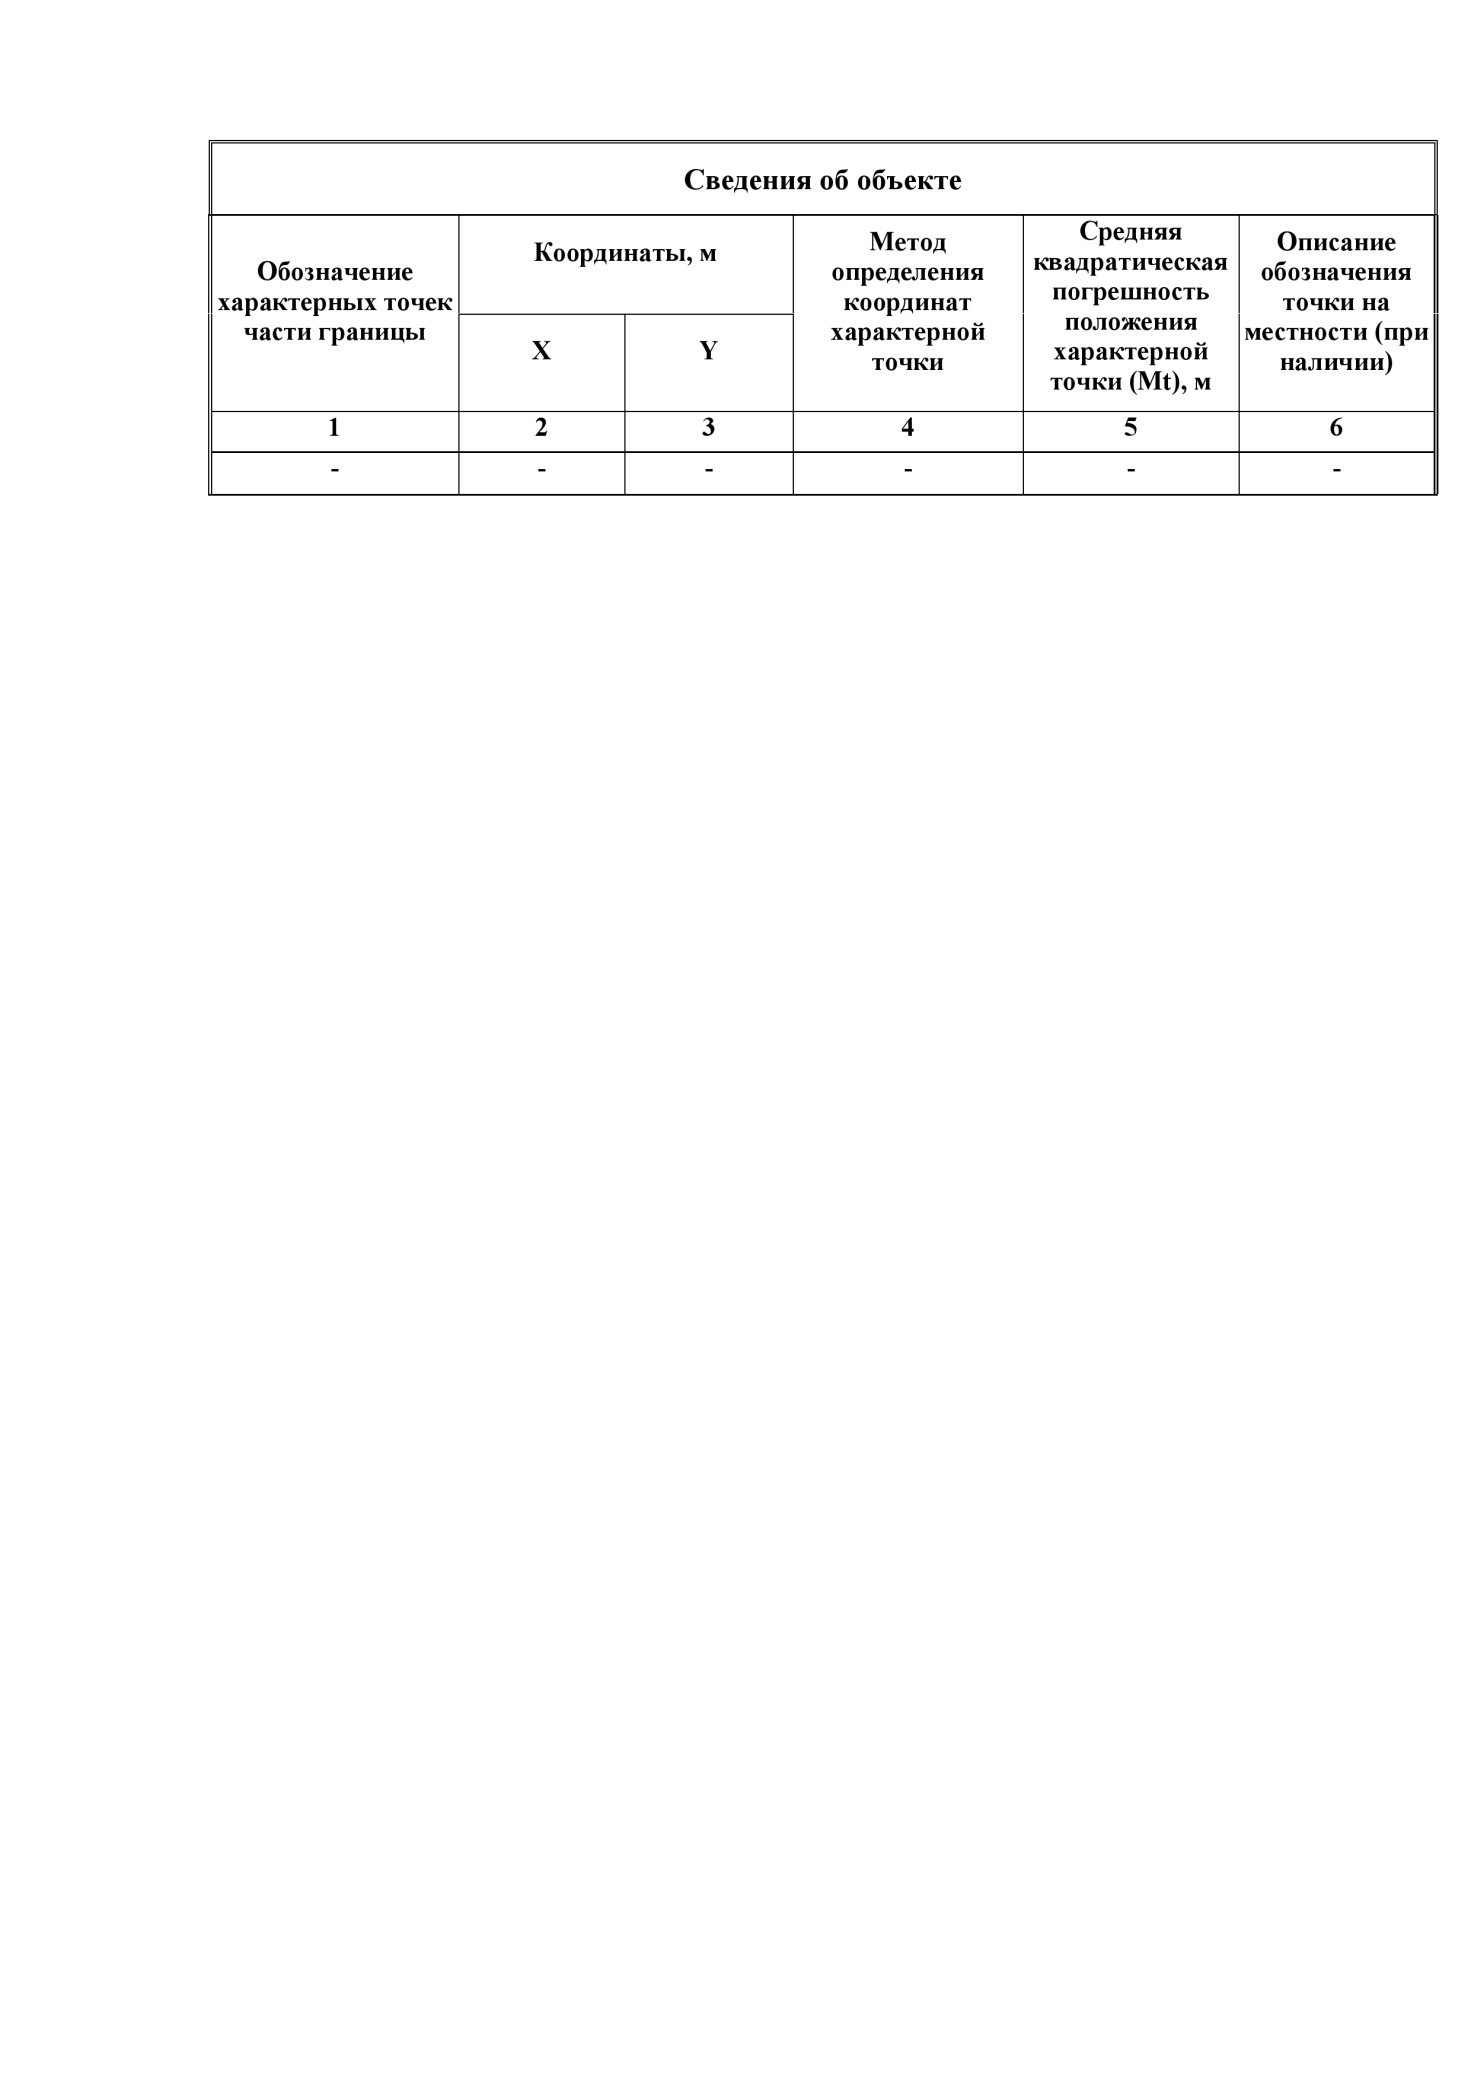 Сведения об объекте
Обозначение
характерных точек
части границы
Координаты, м
X
Y
Метод
определения
координат
характерной
точки
Средняя
квадратическая
погрешность
положения
характерной
точки (Mt), м
Описание
обозначения
точки на
местности (при
наличии)
1 2 3 4 5 6
- - - - - -